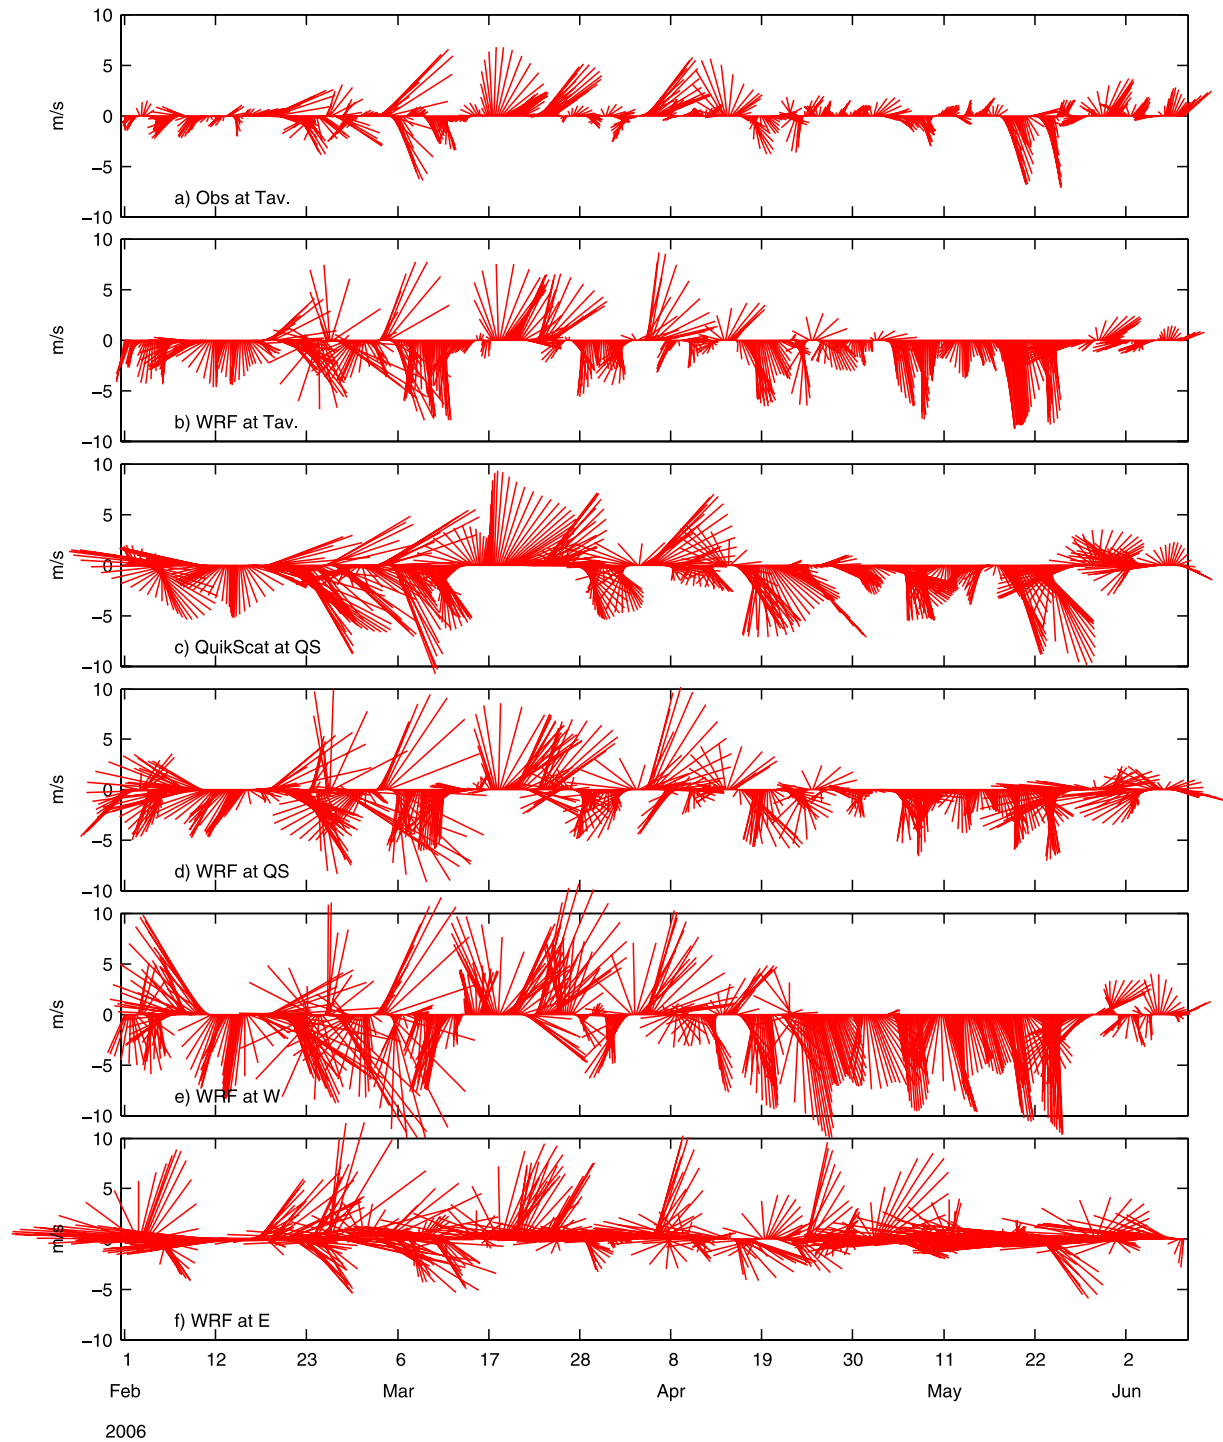 10
5
0
−5
−10
m/s
a) Obs at Tav.
10
5
0
−5
−10
m/s
b) WRF at Tav.
10
5
0
−5
−10
m/s
c) QuikScat at QS
10
5
0
−5
−10
m/s
d) WRF at QS
10
5
0
−5
−10
m/s
e) WRF at W
10
5
0
−5
−10
m/s
f) WRF at E
1 12 23 6 17 28 8 19 30 11 22 2
Feb Mar Apr May Jun
2006